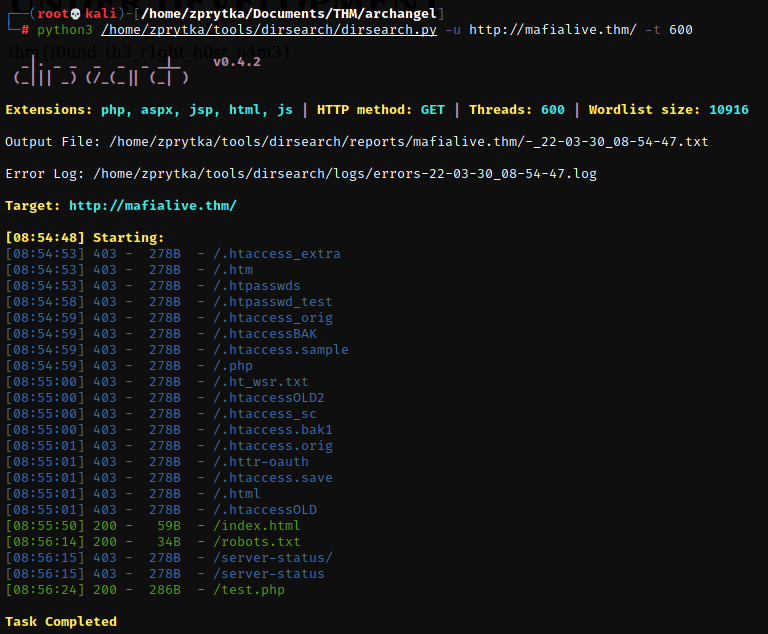 UNDER DEVELOPMENT
┌──(root💀kali)-[/home/zprytka/Documents/THM/archangel]
└─# python3 /home/zprytka/tools/dirsearch/dirsearch.py -u http://mafialive.thm/ -t 600
thm{f0und_th3_r1ght_h0st_n4m3}
v0.4.2
Extensions: php, aspx, jsp, html, js | HTTP method: GET | Threads: 600 | Wordlist size: 10916
Output File: /home/zprytka/tools/dirsearch/reports/mafialive.thm/-_22-03-30_08-54-47.txt
Error Log: /home/zprytka/tools/dirsearch/logs/errors-22-03-30_08-54-47.log
Target: http://mafialive.thm/
[08:54:48] Starting:
[08:54:53] 403 -  278B  - /.htaccess_extra
[08:54:53] 403 -  278B  - /.htm
[08:54:53] 403 -  278B  - /.htpasswds
[08:54:58] 403 -  278B  - /.htpasswd_test
[08:54:59] 403 -  278B  - /.htaccess_orig
[08:54:59] 403 -  278B  - /.htaccessBAK
[08:54:59] 403 -  278B  - /.htaccess.sample
[08:54:59] 403 -  278B  - /.php
[08:55:00] 403 -  278B  - /.ht_wsr.txt
[08:55:00] 403 -  278B  - /.htaccessOLD2
[08:55:00] 403 -  278B  - /.htaccess_sc
[08:55:00] 403 -  278B  - /.htaccess.bak1
[08:55:01] 403 -  278B  - /.htaccess.orig
[08:55:01] 403 -  278B  - /.httr-oauth
[08:55:01] 403 -  278B  - /.htaccess.save
[08:55:01] 403 -  278B  - /.html
[08:55:01] 403 -  278B  - /.htaccessOLD
[08:55:50] 200 -   59B  - /index.html
[08:56:14] 200 -   34B  - /robots.txt
[08:56:15] 403 -  278B  - /server-status/
[08:56:15] 403 -  278B  - /server-status
[08:56:24] 200 -  286B  - /test.php
Task Completed